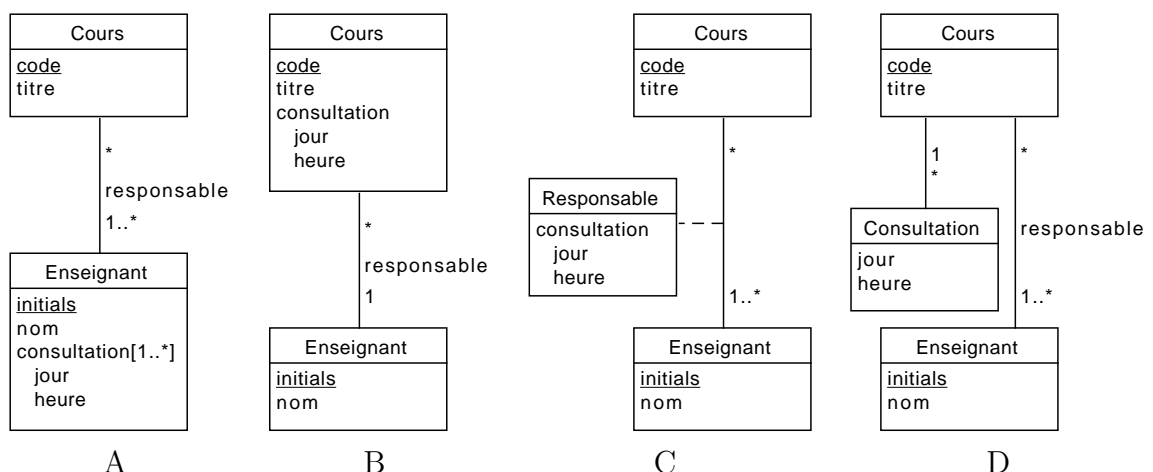 Cours
code
titre
*
responsable
1..*
Enseignant
initials
nom
consultation[1..*]
jour
heure
A
Cours
code
titre
consultation
jour
heure
*
responsable
1
Enseignant
initials
nom
B
Cours
code
titre
*
Responsable
consultation
jour
heure
1..*
Enseignant
initials
nom
C
Cours
code
titre
1
*
*
Consultation
jour
heure
responsable
1..*
Enseignant
initials
nom
D